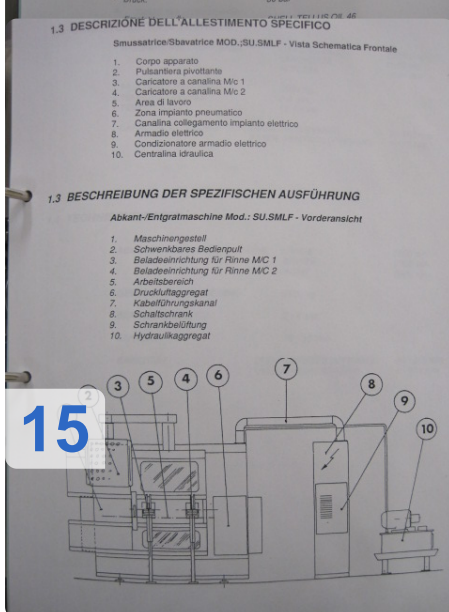 DRUCK:
SHELL TELLUS OIL 46
1.3 DESCRIZIONE DELL'ALLESTIMENTO SPECIFICO
Smussatrice/Sbavatrice MOD.;SU.SMLF - Vista Schematica Frontale
1. Corpo apparato
2. Pulsantiera pivottante
3. Caricatore a canalina M/c 1
4. Caricatore a canalina M/c 2
5. Area di lavoro
6. Zona impianto pneumatico
7. Canalina collegamento impianto elettrico
8. Armadio elettrico
9. Condizionatore armadio elettrico
10. Centralina idraulica
1.3 BESCHREIBUNG DER SPEZIFISCHEN AUSFÜHRUNG
Abkant-/Entgratmaschine Mod.: SU.SMLF - Vorderansicht
1. Maschinengestell
2. Schwenkbares Bedienpult
3. Beladeeinrichtung für Rinne M/C 1
4. Beladeeinrichtung für Rinne M/C 2
5. Arbeitsbereich
6. Druckluftaggregat
7. Kabelführungskanal
8. Schaltschrank
9. Schrankbelüftung
10. Hydraulikaggregat
2 3 5 4 6 7 8 9 10
15